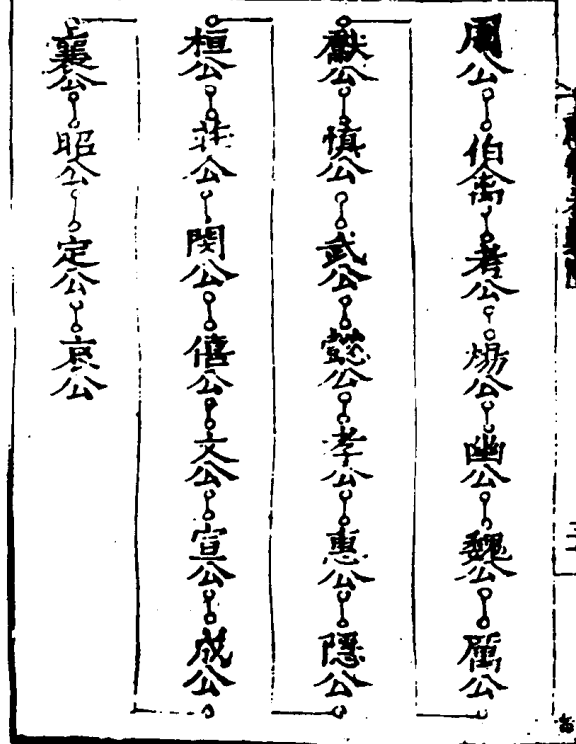 周公 伯禽 考公 煬公 幽公 魏公 厲公
獻公 慎公 武公 懿公 孝公 惠公 隱公
桓公 莊公 閔公 僖公 文公 宣公 成公
襄公 昭公 定公 哀公